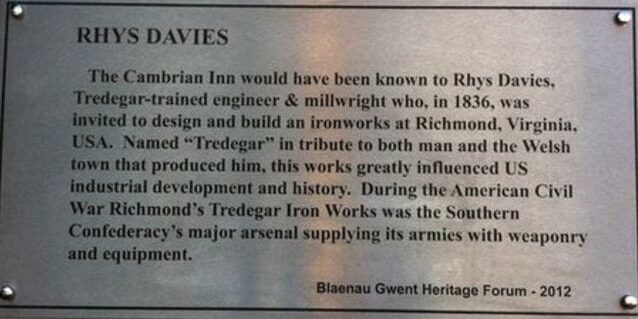 RHYS DAVIES
The Cambrian Inn would have been known to Rhys Davies,
Tredegar-trained engineer & millwright who, in 1836, was
invited to design and build an ironworks at Richmond, Virginia,
USA. Named “Tredegar” in tribute to both man and the Welsh
town that produced him, this works greatly influenced US
industrial development and history. During the American Civil
War Richmond’s Tredegar Iron Works was the Southern
Confederacy’s major arsenal supplying its armies with weaponry
and equipment.
Blaenau Gwent Heritage Forum - 2012